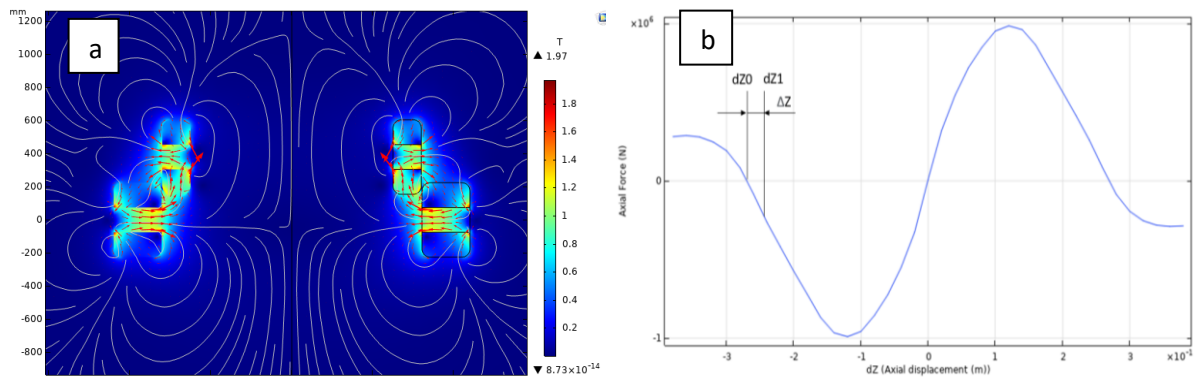 mm
1200
1000
800
600
400
200
0
-200
-400
-600
-800
a
T
▲ 1.97
1.8
1.6
1.4
1.2
1
0.8
0.6
0.4
0.2
▼ 8.73×10⁻¹⁴
b
×10⁶
1
0
-1
Axial Force (N)
dZ0 dZ1
ΔZ
-3 -2 -1 0 1 2 3 ×10⁻¹
dZ (Axial displacement (m))